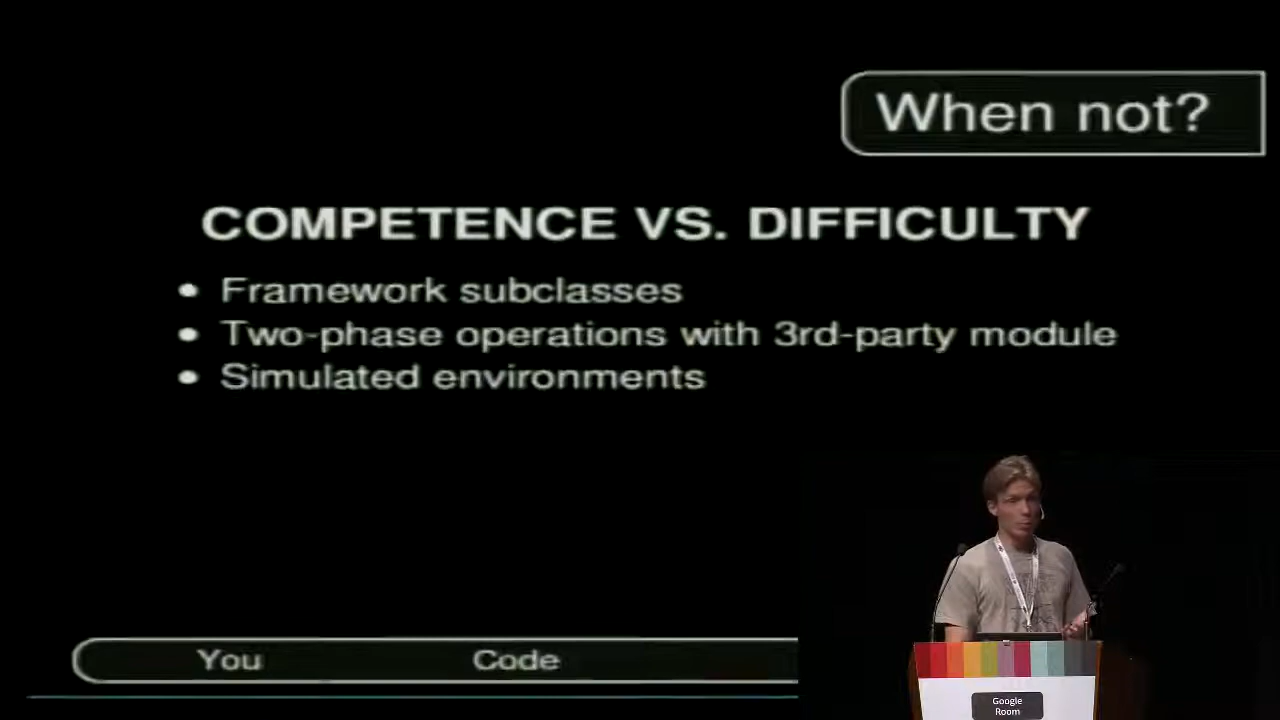 When not?
COMPETENCE VS. DIFFICULTY
• Framework subclasses
• Two-phase operations with 3rd-party module
• Simulated environments
You Code
Google
Room